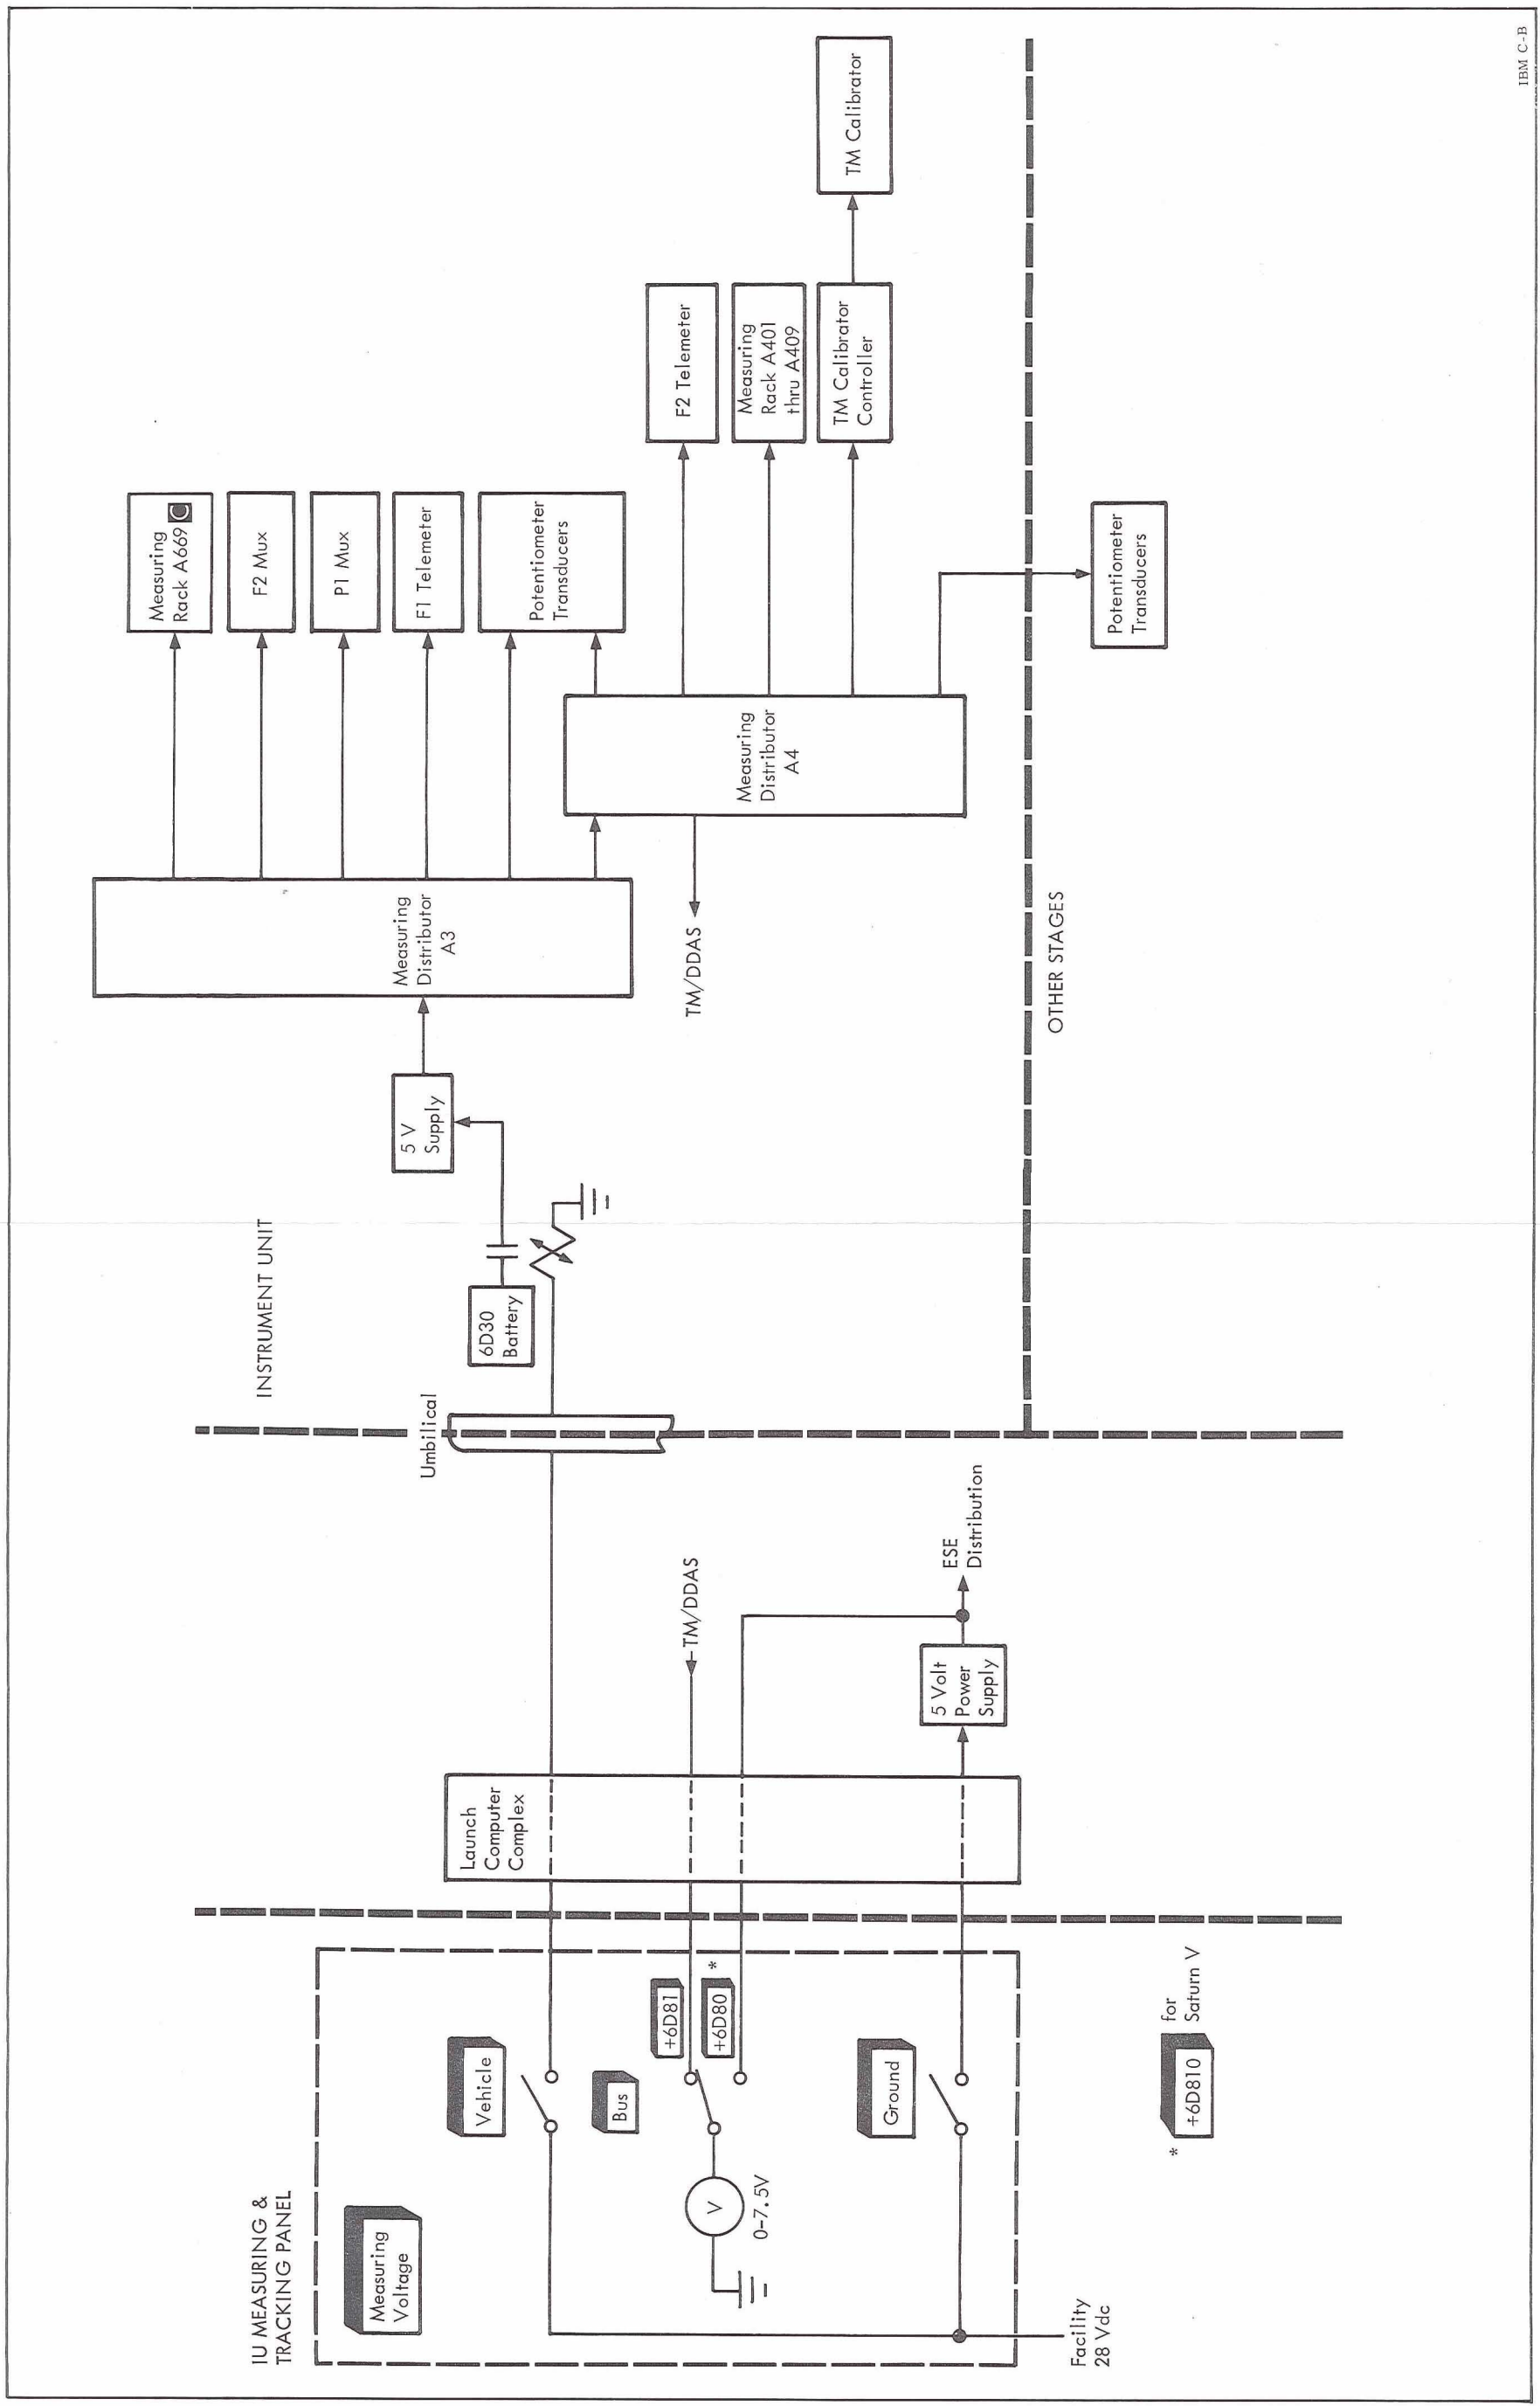 IU MEASURING &
TRACKING PANEL
Measuring
Voltage
Vehicle
Bus
V
0-7.5V
+6D81
+6D80
*
Ground
Facility
28 Vdc
*
+6D810
for
Saturn V
Launch
Computer
Complex
TM/DDAS
5 Volt
Power
Supply
ESE
Distribution
Umbilical
INSTRUMENT UNIT
6D30
Battery
5 V
Supply
Measuring
Distributor
A3
TM/DDAS
Measuring
Distributor
A4
Measuring
Rack A669 C
F2 Mux
P1 Mux
F1 Telemeter
Potentiometer
Transducers
F2 Telemeter
Measuring
Rack A401
thru A409
TM Calibrator
Controller
TM Calibrator
OTHER STAGES
Potentiometer
Transducers
IBM C-B